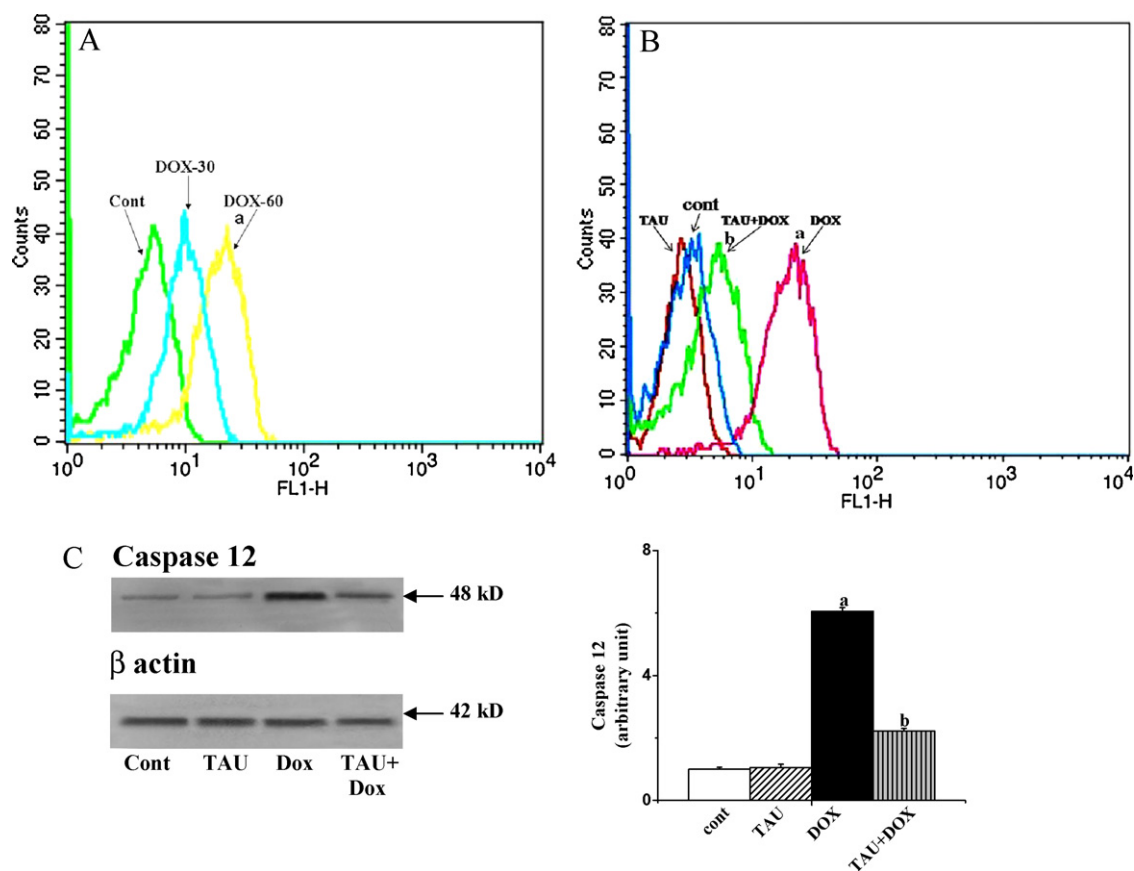 A
80
70
60
50
40
30
20
10
0
Counts
Cont
DOX-30
DOX-60
a
10^0
10^1
10^2
10^3
10^4
FL1-H
B
80
70
60
50
40
30
20
10
0
Counts
TAU
cont
TAU+DOX
b
a
DOX
10^0
10^1
10^2
10^3
10^4
FL1-H
C
Caspase 12
48 kD
β actin
42 kD
Cont
TAU
Dox
TAU+
Dox
8
4
0
Caspase 12
(arbitrary unit)
a
b
cont
TAU
DOX
TAU+DOX